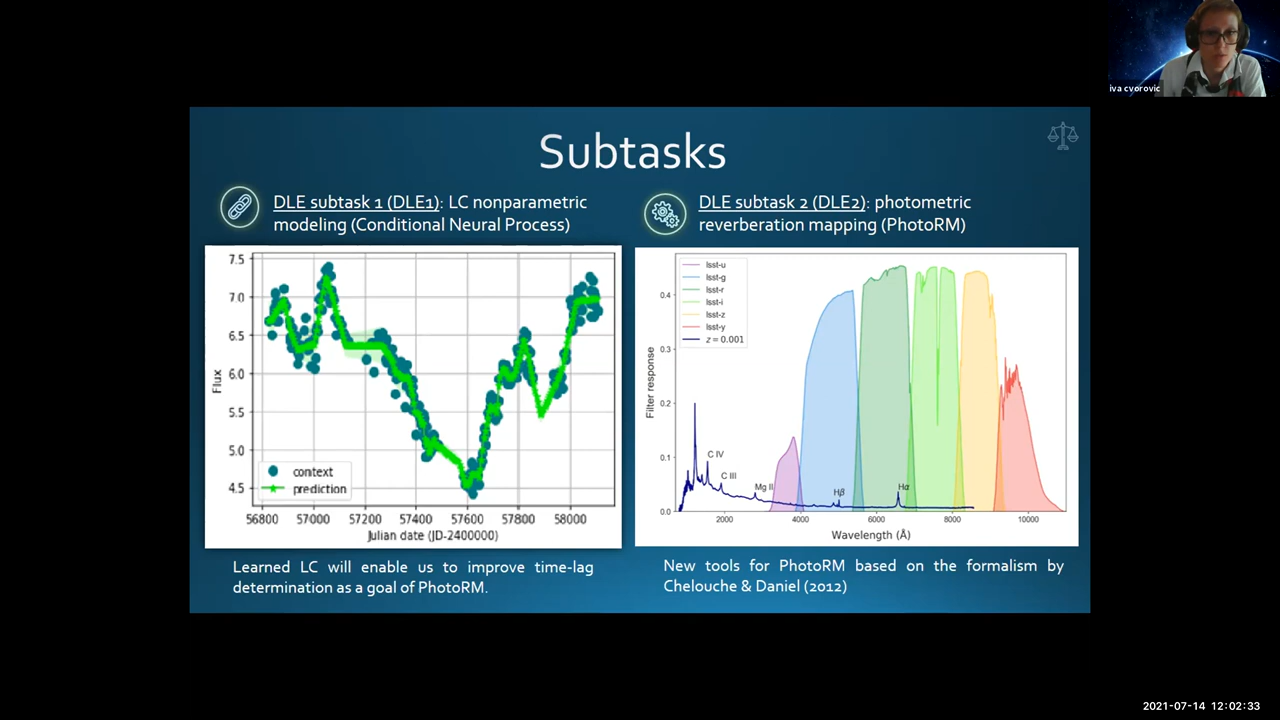 iva cvorovic
Subtasks
DLE subtask 1 (DLE1): LC nonparametric
modeling (Conditional Neural Process)
DLE subtask 2 (DLE2): photometric
reverberation mapping (PhotoRM)
7.5
7.0
6.5
6.0
5.5
5.0
4.5
Flux
context
prediction
56800 57000 57200 57400 57600 57800 58000
Julian date (JD-2400000)
lsst-u
lsst-g
lsst-r
lsst-i
lsst-z
lsst-y
z = 0.001
0.4
0.3
0.2
0.1
0.0
Filter response
C IV
C III
Mg II
Hβ
Hα
2000 4000 6000 8000 10000
Wavelength (Å)
Learned LC will enable us to improve time-lag
determination as a goal of PhotoRM.
New tools for PhotoRM based on the formalism by
Chelouche & Daniel (2012)
2021-07-14 12:02:33